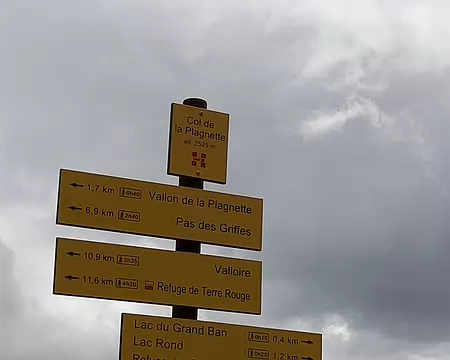 Col de
la Plagnette
alt. 2525 m
1,7 km 0h40 Vallon de la Plagnette
6,9 km 2h40 Pas des Griffes
10,9 km 3h35 Valloire
11,6 km 4h20 Refuge de Terre Rouge
Lac du Grand Ban 0h10 0,4 km
Lac Rond 0h25 1,2 km
Refuge